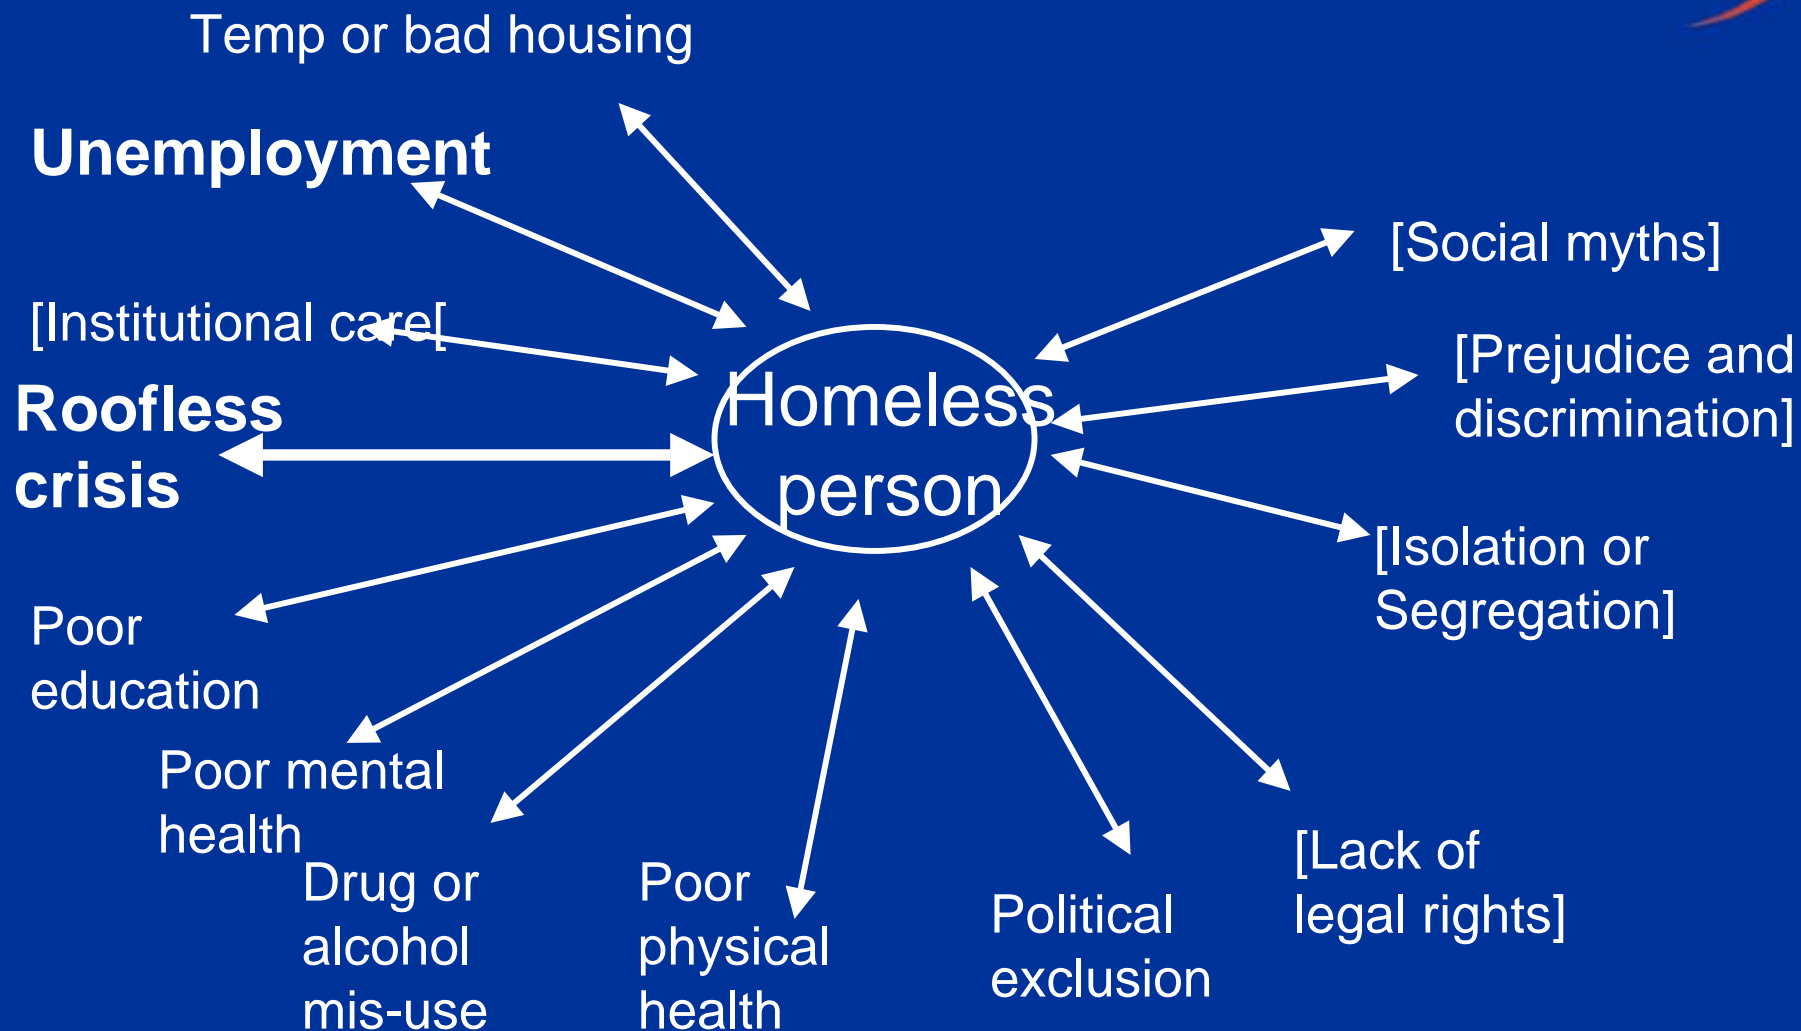 Temp or bad housing
Unemployment
[Social myths]
[Institutional care[
[Prejudice and
discrimination]
Roofless
crisis
Homeless
person
[Isolation or
Segregation]
Poor
education
Poor mental
health
Drug or
alcohol
mis-use
Poor
physical
health
Political
exclusion
[Lack of
legal rights]